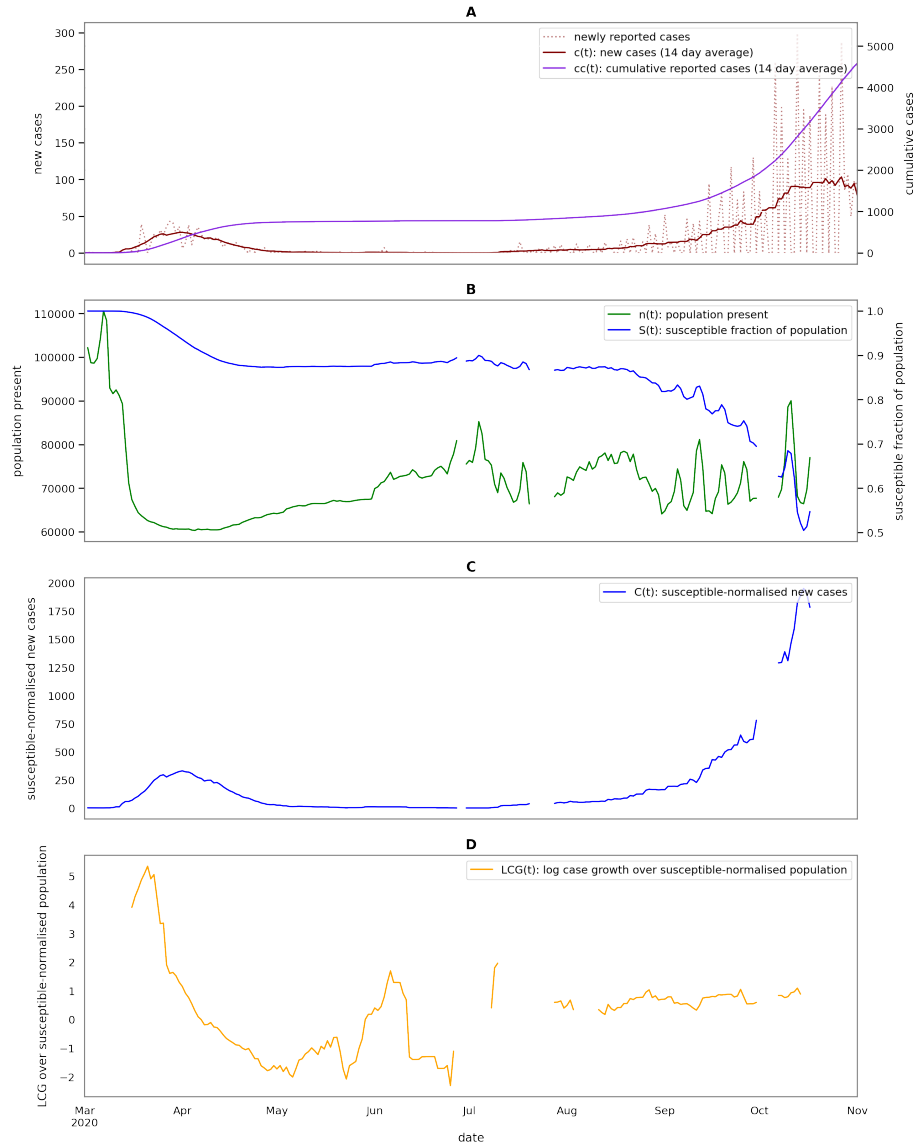 A
300
250
200
150
100
50
0
new cases
newly reported cases
c(t): new cases (14 day average)
cc(t): cumulative reported cases (14 day average)
5000
4000
3000
2000
1000
0
cumulative cases
B
110000
100000
90000
80000
70000
60000
population present
n(t): population present
S(t): susceptible fraction of population
1.0
0.9
0.8
0.7
0.6
0.5
susceptible fraction of population
C
2000
1750
1500
1250
1000
750
500
250
0
susceptible-normalised new cases
C(t): susceptible-normalised new cases
D
5
4
3
2
1
0
−1
−2
LCG over susceptible-normalised population
LCG(t): log case growth over susceptible-normalised population
Mar Apr May Jun Jul Aug Sep Oct Nov
2020
date